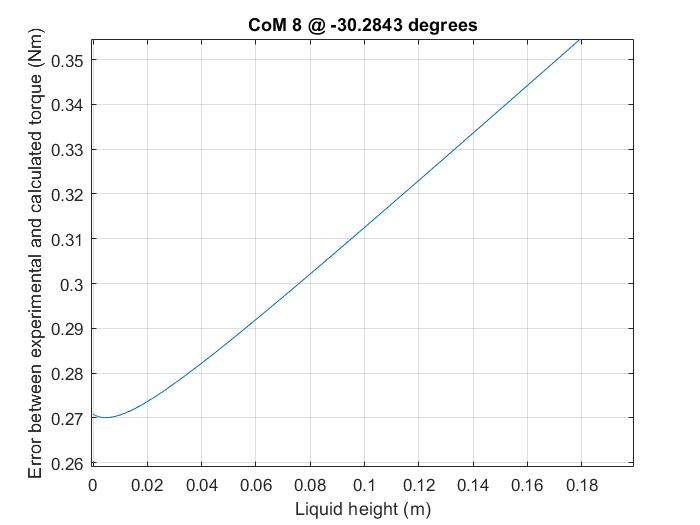 CoM 8 @ -30.2843 degrees
Error between experimental and calculated torque (Nm)
0.35
0.34
0.33
0.32
0.31
0.3
0.29
0.28
0.27
0.26
0 0.02 0.04 0.06 0.08 0.1 0.12 0.14 0.16 0.18
Liquid height (m)